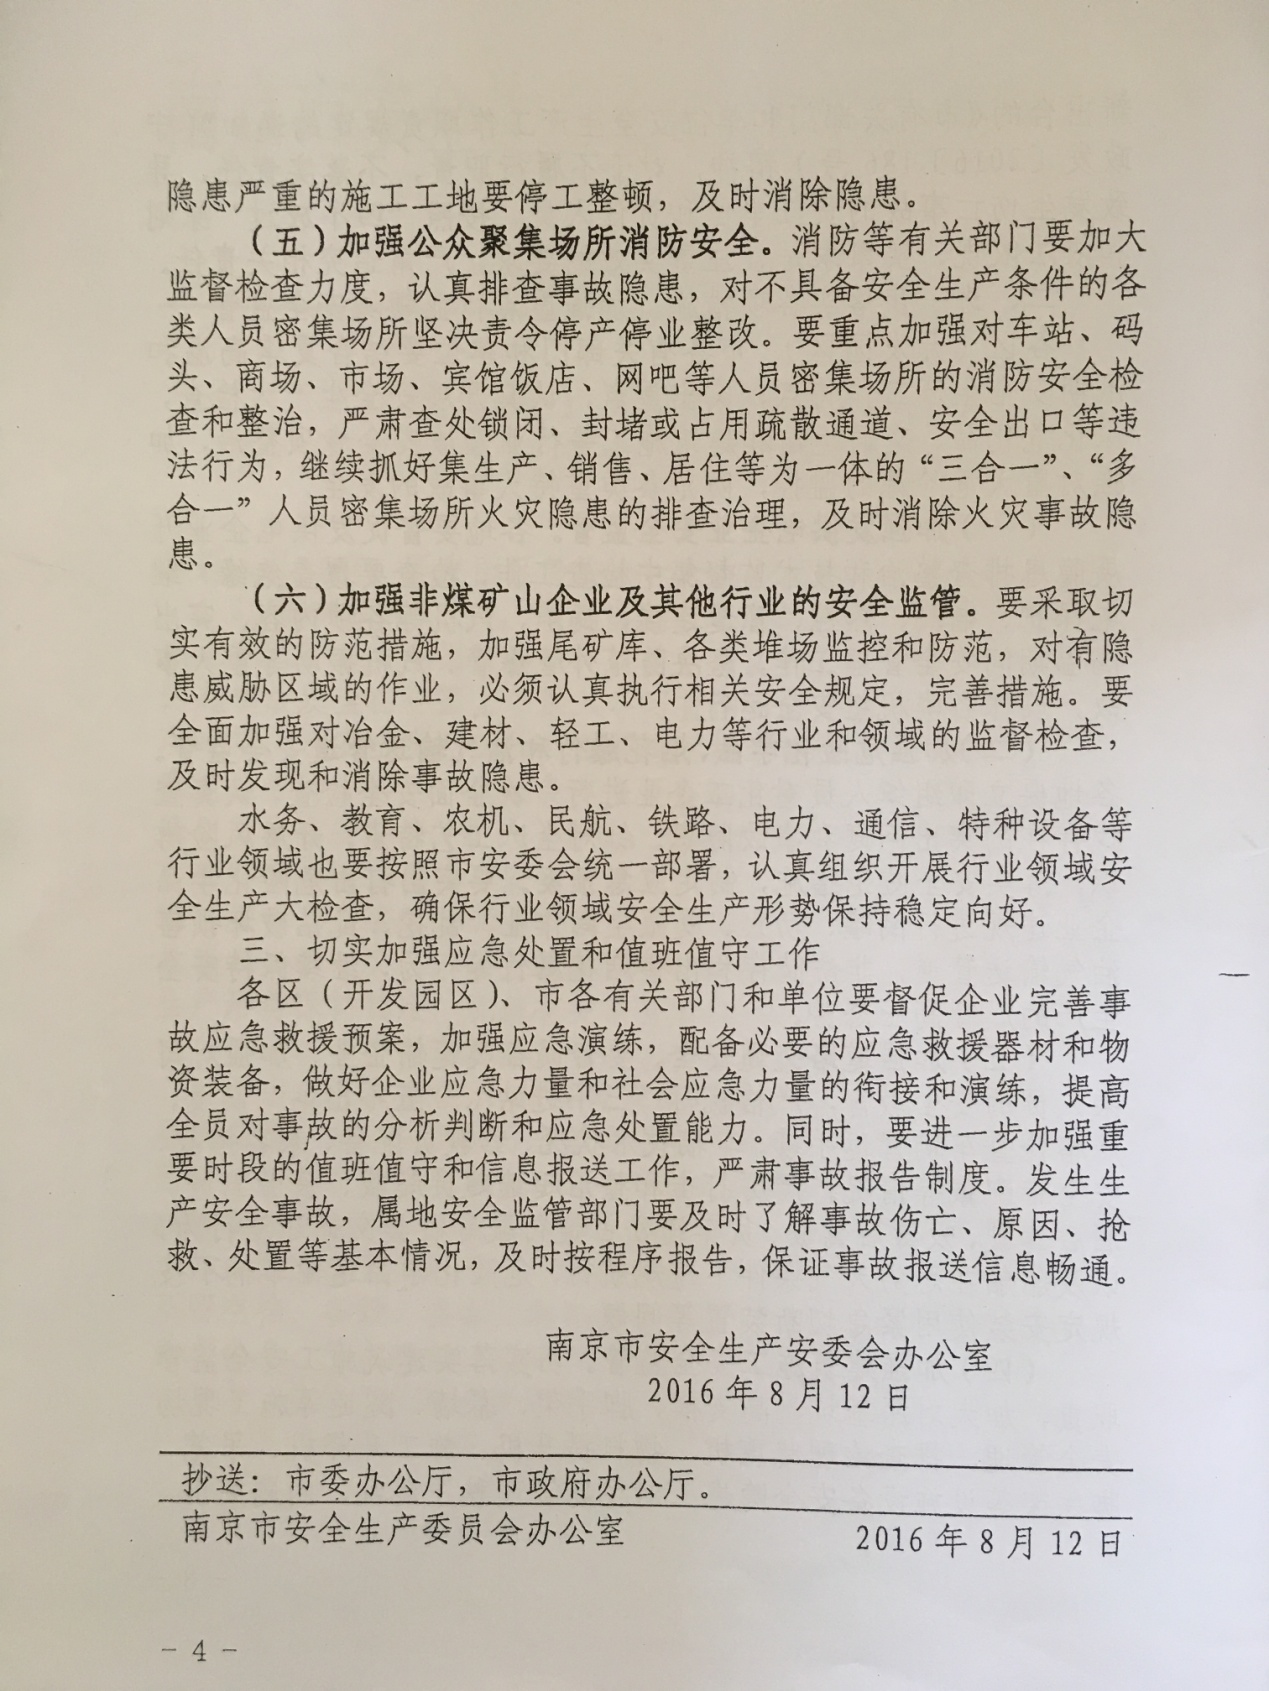 隐患严重的施工工地要停工整顿，及时消除隐患。
（五）加强公众聚集场所消防安全。消防等有关部门要加大
监督检查力度，认真排查事故隐患，对不具备安全生产条件的各
类人员密集场所坚决责令停产停业整改。要重点加强对车站、码
头、商场、市场、宾馆饭店、网吧等人员密集场所的消防安全检
查和整治，严肃查处锁闭、封堵或占用疏散通道、安全出口等违
法行为，继续抓好集生产、销售、居住等为一体的“三合一”、“多
合一”人员密集场所火灾隐患的排查治理，及时消除火灾事故隐
患。
（六）加强非煤矿山企业及其他行业的安全监管。要采取切
实有效的防范措施，加强尾矿库、各类堆场监控和防范，对有隐
患威胁区域的作业，必须认真执行相关安全规定，完善措施。要
全面加强对冶金、建材、轻工、电力等行业和领域的监督检查，
及时发现和消除事故隐患。
水务、教育、农机、民航、铁路、电力、通信、特种设备等
行业领域也要按照市安委会统一部署，认真组织开展行业领域安
全生产大检查，确保行业领域安全生产形势保持稳定向好。
三、切实加强应急处置和值班值守工作
各区（开发园区）、市各有关部门和单位要督促企业完善事
故应急救援预案，加强应急演练，配备必要的应急救援器材和物
资装备，做好企业应急力量和社会应急力量的衔接和演练，提高
全员对事故的分析判断和应急处置能力。同时，要进一步加强重
要时段的值班值守和信息报送工作，严肃事故报告制度。发生生
产安全事故，属地安全监管部门要及时了解事故伤亡、原因、抢
救、处置等基本情况，及时按程序报告，保证事故报送信息畅通。
南京市安全生产安委会办公室
2016年8月12日
抄送：市委办公厅，市政府办公厅。
南京市安全生产委员会办公室 2016年8月12日
- 4 -